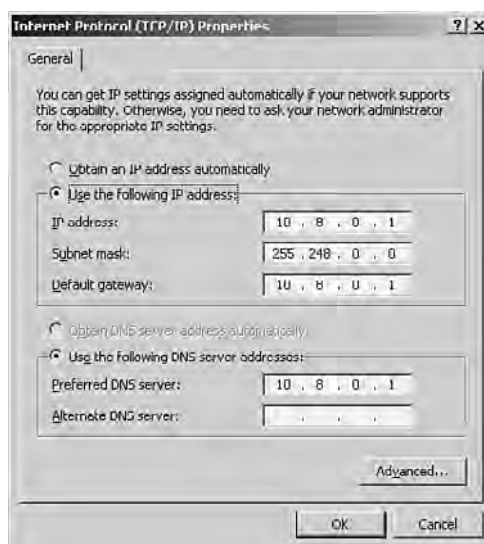 Internet Protocol (TCP/IP) Properties ? X
General
You can get IP settings assigned automatically if your network supports
this capability. Otherwise, you need to ask your network administrator
for the appropriate IP settings.
Obtain an IP address automatically
Use the following IP address:
IP address: 10 . 8 . 0 . 1
Subnet mask: 255 . 248 . 0 . 0
Default gateway: 10 . 8 . 0 . 1
Obtain DNS server address automatically
Use the following DNS server addresses:
Preferred DNS server: 10 . 8 . 0 . 1
Alternate DNS server: . . .
Advanced...
OK Cancel